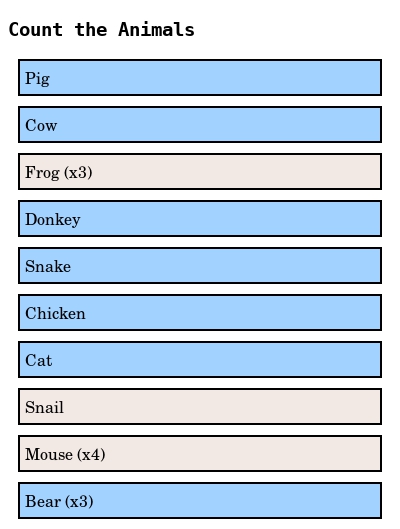 Count the Animals
Pig
Cow
Frog (x3)
Donkey
Snake
Chicken
Cat
Snail
Mouse (x4)
Bear (x3)